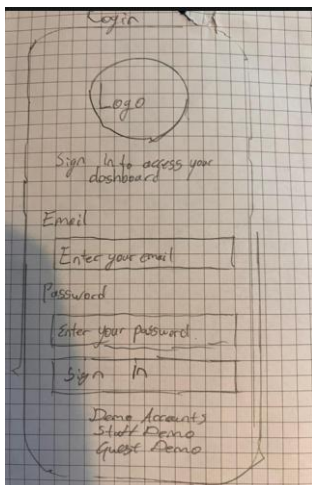 Login
Logo
Sign In to access your
dashboard
Email
Enter your email
Password
Enter your password
Sign In
Demo Accounts
Staff Demo
Guest Demo